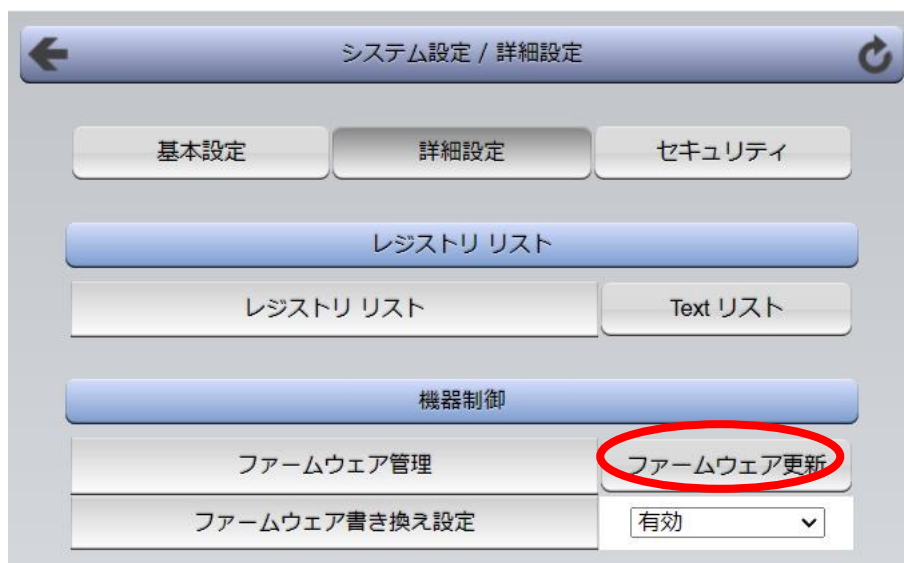 システム設定 / 詳細設定
基本設定 詳細設定 セキュリティ
レジストリ リスト
レジストリ リスト Text リスト
機器制御
ファームウェア管理 ファームウェア更新
ファームウェア書き換え設定 有効